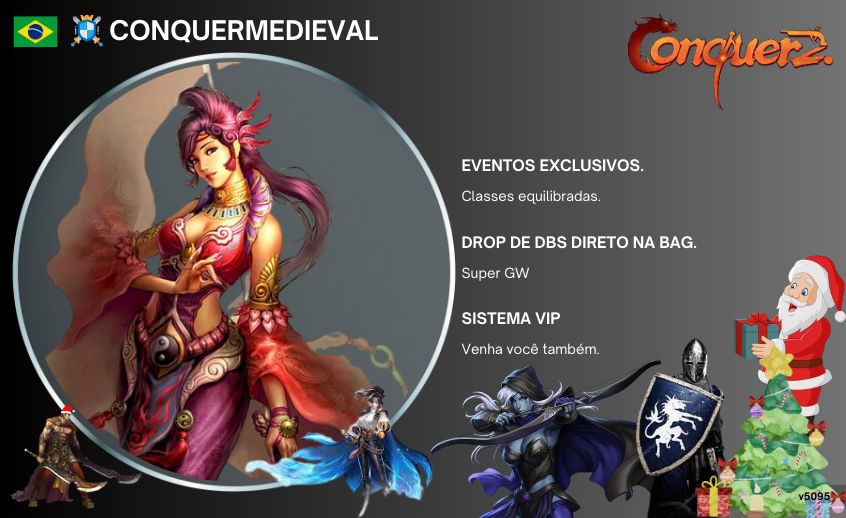 CONQUERMEDIEVAL
Conquer2.
EVENTOS EXCLUSIVOS.
Classes equilibradas.
DROP DE DBS DIRETO NA BAG.
Super GW
SISTEMA VIP
Venha você também.
v5095